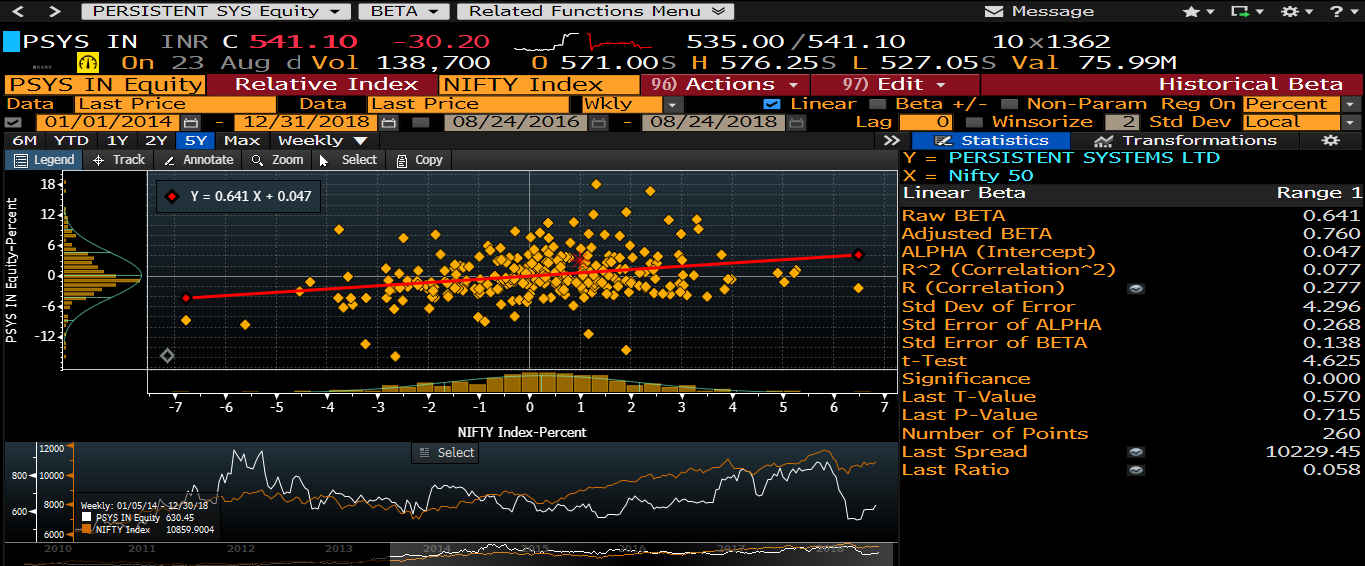 PERSISTENT SYS Equity BETA Related Functions Menu Message ?
PSYS IN INR C 541.10 -30.20 535.00 /541.10 10 x1362
On 23 Aug d Vol 138,700 O 571.00S H 576.25S L 527.05S Val 75.99M
PSYS IN Equity Relative Index NIFTY Index 96) Actions 97) Edit Historical Beta
Data Last Price Data Last Price Wkly Linear Beta +/- Non-Param Reg On Percent
01/01/2014 - 12/31/2018 08/24/2016 - 08/24/2018 Lag 0 Winsorize 2 Std Dev Local
6M YTD 1Y 2Y 5Y Max Weekly Statistics Transformations
Legend Track Annotate Zoom Select Copy
Y = PERSISTENT SYSTEMS LTD
X = Nifty 50
Linear Beta Range 1
Raw BETA 0.641
Adjusted BETA 0.760
ALPHA (Intercept) 0.047
R^2 (Correlation^2) 0.077
R (Correlation) 0.277
Std Dev of Error 4.296
Std Error of ALPHA 0.268
Std Error of BETA 0.138
t-Test 4.625
Significance 0.000
Last T-Value 0.570
Last P-Value 0.715
Number of Points 260
Last Spread 10229.45
Last Ratio 0.058
Y = 0.641 X + 0.047
PSYS IN Equity-Percent
18
12
6
0
-6
-12
-7 -6 -5 -4 -3 -2 -1 0 1 2 3 4 5 6 7
NIFTY Index-Percent
Select
12000
800 10000
8000
600
6000
Weekly: 01/05/14 - 12/30/18
PSYS IN Equity 630.45
NIFTY Index 10859.9004
2010 2011 2012 2013 2014 2015 2016 2017 2018